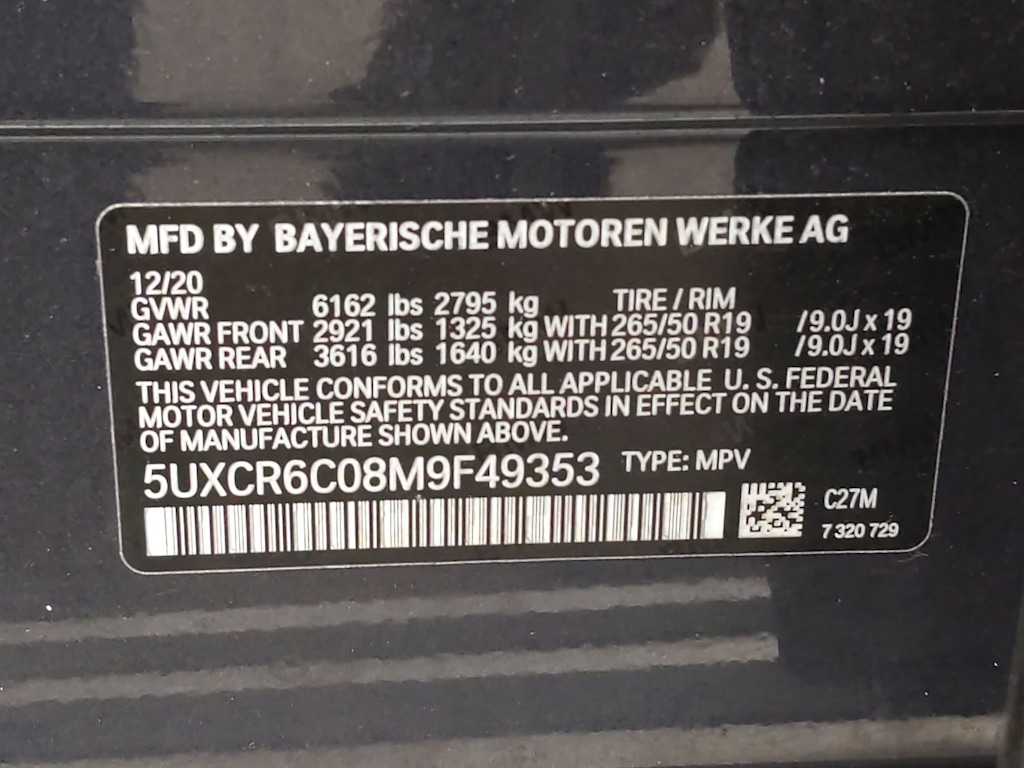 MFD BY BAYERISCHE MOTOREN WERKE AG
12/20
GVWR 6162 lbs 2795 kg TIRE / RIM
GAWR FRONT 2921 lbs 1325 kg WITH 265/50 R19 /9.0J x 19
GAWR REAR 3616 lbs 1640 kg WITH 265/50 R19 /9.0J x 19
THIS VEHICLE CONFORMS TO ALL APPLICABLE U. S. FEDERAL
MOTOR VEHICLE SAFETY STANDARDS IN EFFECT ON THE DATE
OF MANUFACTURE SHOWN ABOVE.
5UXCR6C08M9F49353 TYPE: MPV
C27M
7 320 729